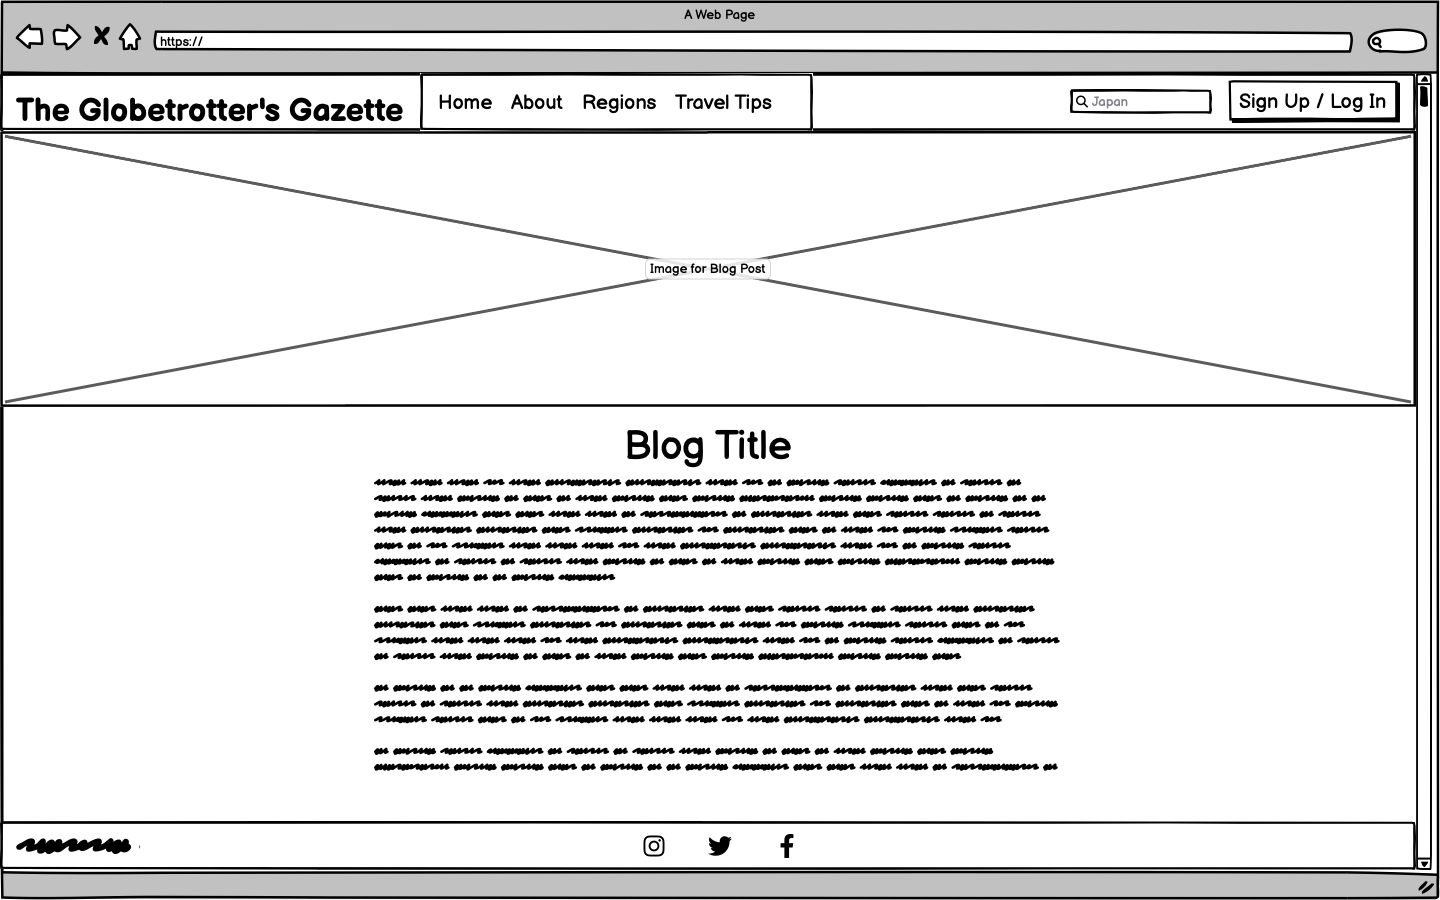 A Web Page
https://
The Globetrotter's Gazette
Home About Regions Travel Tips
Japan
Sign Up / Log In
Image for Blog Post
Blog Title